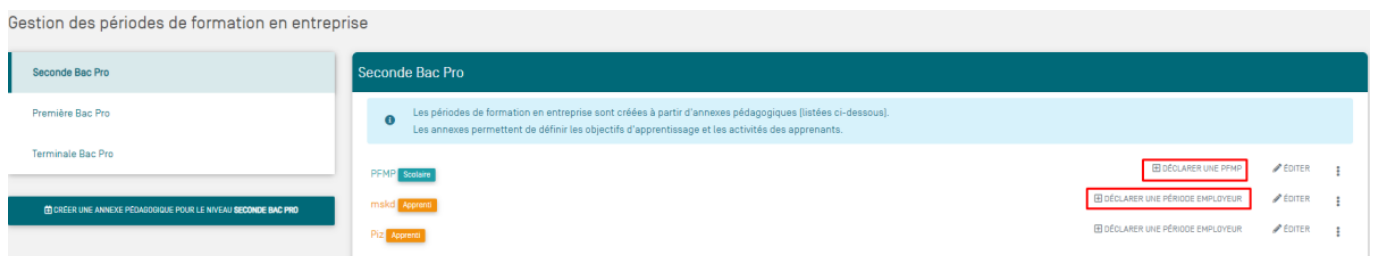 Gestion des périodes de formation en entreprise
Seconde Bac Pro
Première Bac Pro
Terminale Bac Pro
CRÉER UNE ANNEXE PÉDAGOGIQUE POUR LE NIVEAU SECONDE BAC PRO
Seconde Bac Pro
Les périodes de formation en entreprise sont créées à partir d'annexes pédagogiques (listées ci-dessous).
Les annexes permettent de définir les objectifs d'apprentissage et les activités des apprenants.
PFMP Scolaire DÉCLARER UNE PFMP ÉDITER
mskd Apprenti DÉCLARER UNE PÉRIODE EMPLOYEUR ÉDITER
Piz Apprenti DÉCLARER UNE PÉRIODE EMPLOYEUR ÉDITER